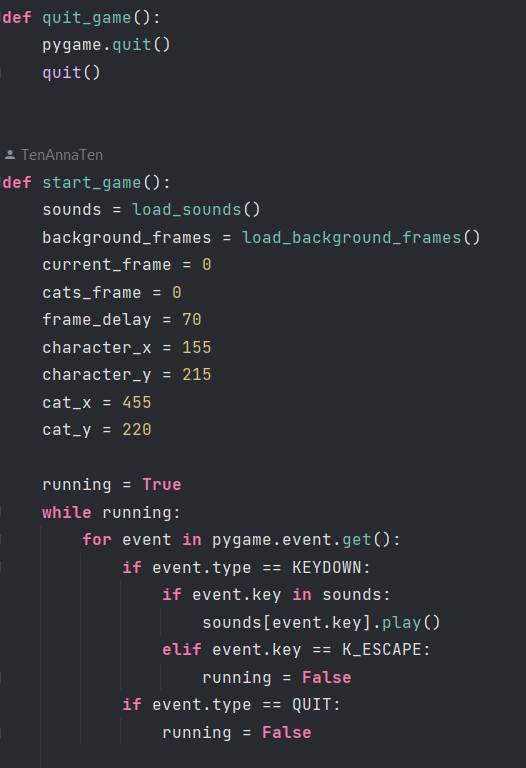 def quit_game():
    pygame.quit()
    quit()
TenAnnaTen
def start_game():
    sounds = load_sounds()
    background_frames = load_background_frames()
    current_frame = 0
    cats_frame = 0
    frame_delay = 70
    character_x = 155
    character_y = 215
    cat_x = 455
    cat_y = 220
    running = True
    while running:
        for event in pygame.event.get():
            if event.type == KEYDOWN:
                if event.key in sounds:
                    sounds[event.key].play()
                elif event.key == K_ESCAPE:
                    running = False
            if event.type == QUIT:
                running = False